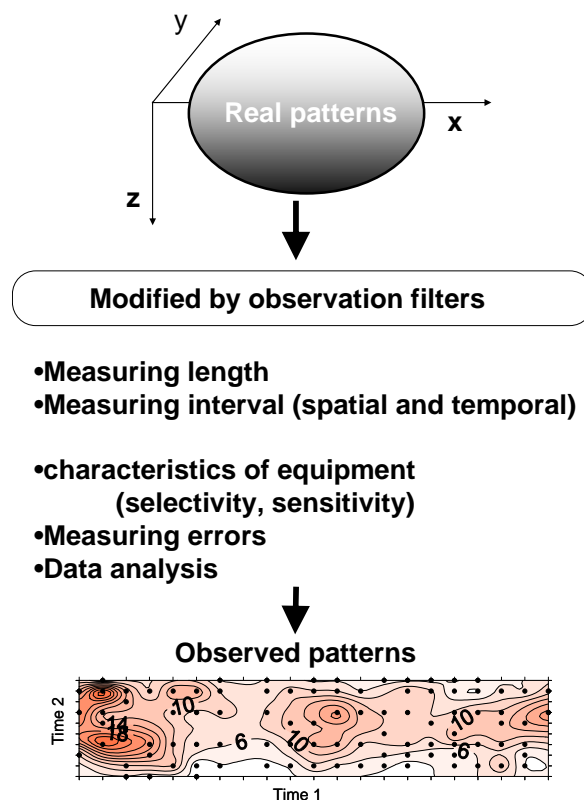 y
Real patterns
x
z
Modified by observation filters
•Measuring length
•Measuring interval (spatial and temporal)
•characteristics of equipment
(selectivity, sensitivity)
•Measuring errors
•Data analysis
Observed patterns
Time 2
10
14
18
6
10
10
6
Time 1